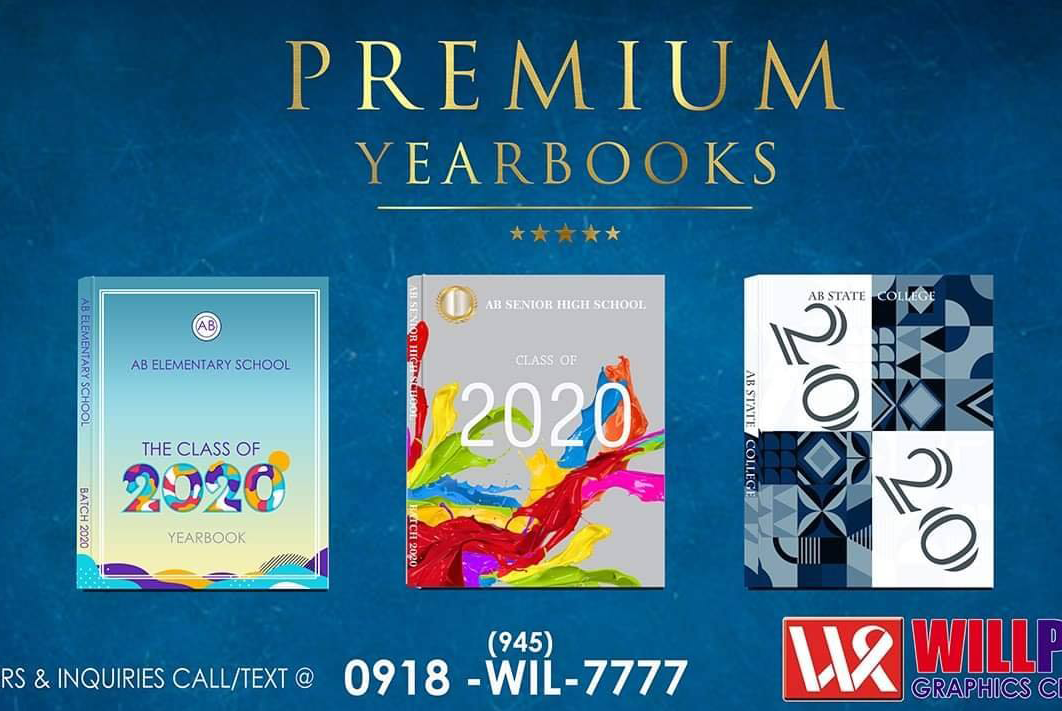 PREMIUM
YEARBOOKS
AB ELEMENTARY SCHOOL
BATCH 2020
AB
AB ELEMENTARY SCHOOL
THE CLASS OF
2020
YEARBOOK
AB SENIOR HIGH SCHOOL
BATCH 2020
AB SENIOR HIGH SCHOOL
CLASS OF
2020
AB STATE COLLEGE
AB STATE COLLEGE
20
20
(945)
RS & INQUIRIES CALL/TEXT @ 0918 -WIL-7777
WILLP
GRAPHICS CE